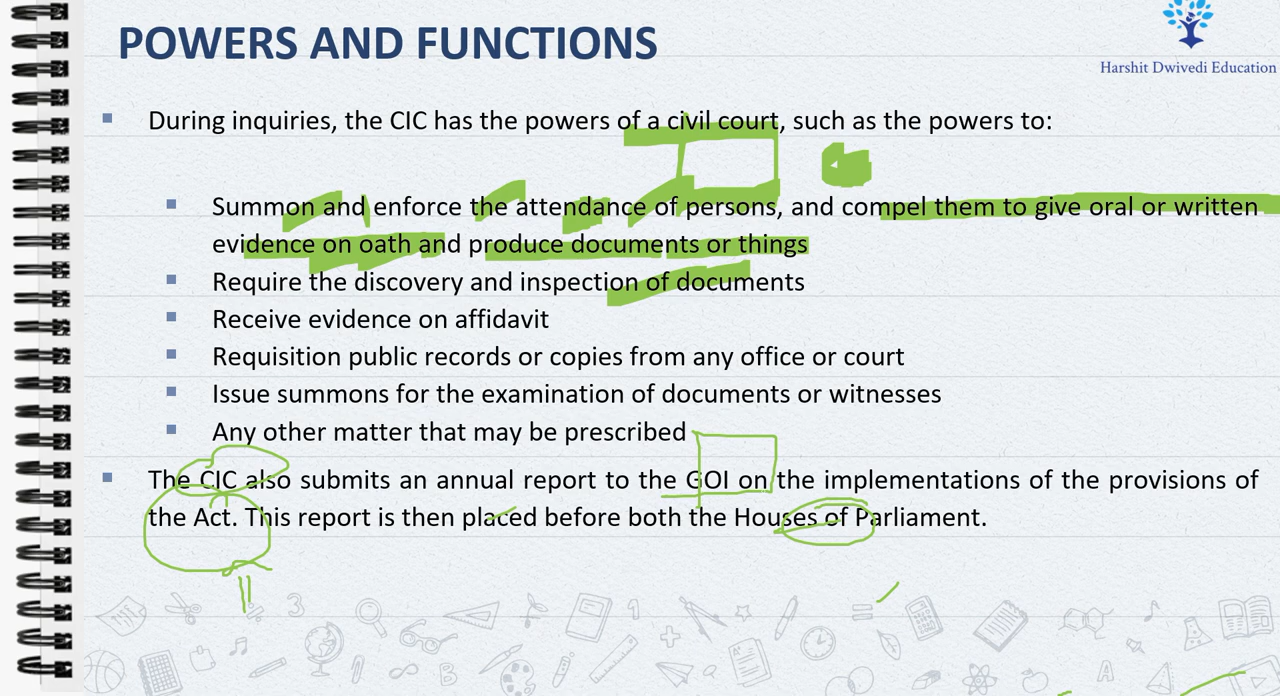 POWERS AND FUNCTIONS
Harshit Dwivedi Education
During inquiries, the CIC has the powers of a civil court, such as the powers to:
Summon and enforce the attendance of persons, and compel them to give oral or written
evidence on oath and produce documents or things
Require the discovery and inspection of documents
Receive evidence on affidavit
Requisition public records or copies from any office or court
Issue summons for the examination of documents or witnesses
Any other matter that may be prescribed
The CIC also submits an annual report to the GOI on the implementations of the provisions of
the Act. This report is then placed before both the Houses of Parliament.